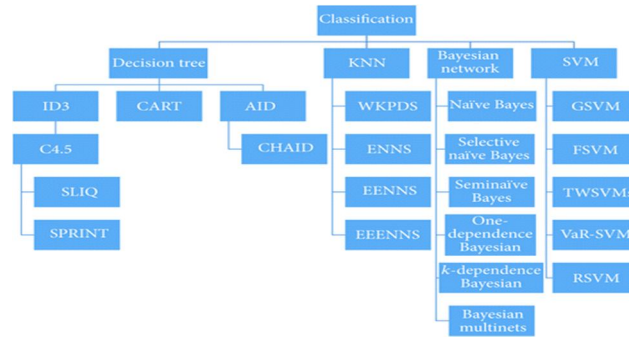 Classification
Decision tree
KNN
Bayesian
network
SVM
ID3
CART
AID
C4.5
CHAID
SLIQ
SPRINT
WKPDS
ENNS
EENNS
EEENNS
Naïve Bayes
Selective
naïve Bayes
Seminaïve
Bayes
One-
dependence
Bayesian
k-dependence
Bayesian
Bayesian
multinets
GSVM
FSVM
TWSVMs
VaR-SVM
RSVM